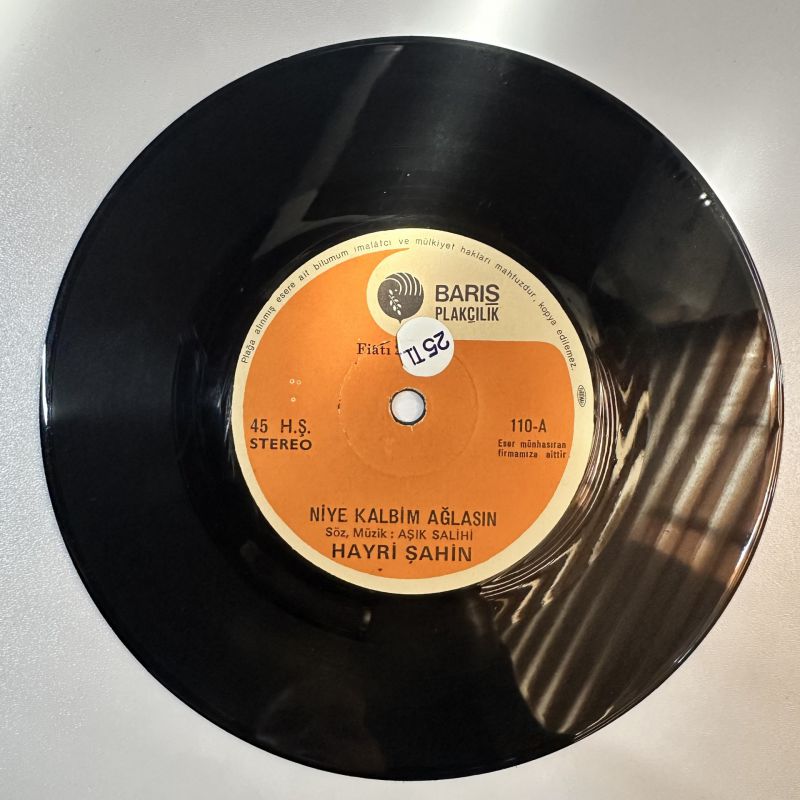 Plağa alınmış esere ait bilumum imalâtcı ve mülkiyet hakları mahfuzdur, kopya edilemez.
BARIŞ
PLAKÇILIK
Fiatı
25 TL
45 H.Ş.
STEREO
110-A
Eser münhasıran
firmamıza aittir
NİYE KALBİM AĞLASIN
Söz, Müzik : AŞIK SALİHİ
HAYRİ ŞAHİN